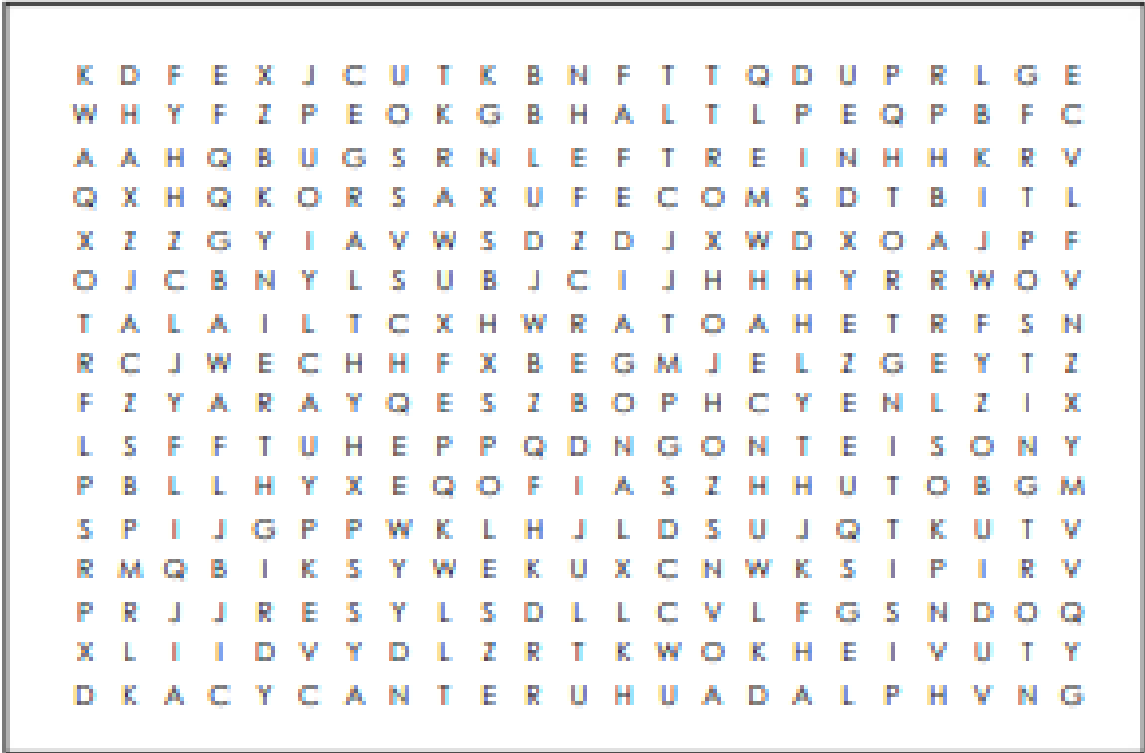 K D F E X J C U T K B N F T T Q D U P R L G E
W H Y F Z P E O K G B H A L T L P E Q P B F C
A A H Q B U G S R N L E F T R E I N H H K R V
Q X H Q K O R S A X U F E C O M S D T B I T L
X Z Z G Y I A V W S D Z D J X W D X O A J P F
O J C B N Y L S U B J C I J H H H Y R R W O V
T A L A I L T C X H W R A T O A H E T R F S N
R C J W E C H H F X B E G M J E L Z G E Y T Z
F Z Y A R A Y Q E S Z B O P H C Y E N L Z I X
L S F F T U H E P P Q D N G O N T E I S O N Y
P B L L H Y X E Q O F I A S Z H H U T O B G M
S P I J G P P W K L H J L D S U J Q T K U T V
R M Q B I K S Y W E K U X C N W K S I P I R V
P R J J R E S Y L S D L L C V L F G S N D O Q
X L I I D V Y D L Z R T K W O K H E I V U T Y
D K A C Y C A N T E R U H U A D A L P H V N G